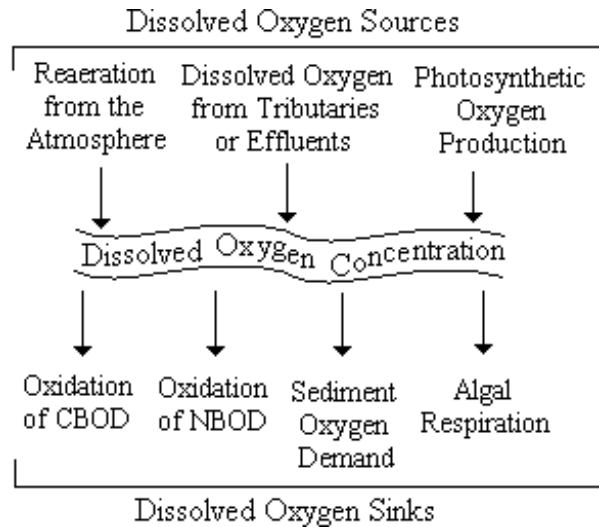 Dissolved Oxygen Sources
Reaeration
from the
Atmosphere
Dissolved Oxygen
from Tributaries
or Effluents
Photosynthetic
Oxygen
Production
Dissolved Oxygen Concentration
Oxidation
of CBOD
Oxidation
of NBOD
Sediment
Oxygen
Demand
Algal
Respiration
Dissolved Oxygen Sinks